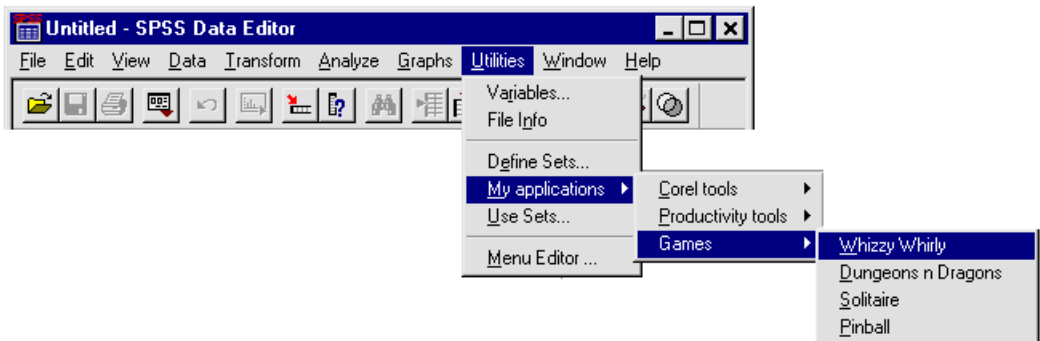 Untitled - SPSS Data Editor
File Edit View Data Transform Analyze Graphs Utilities Window Help
Variables...
File Info
Define Sets...
My applications
Use Sets...
Menu Editor ...
Corel tools
Productivity tools
Games
Whizzy Whirly
Dungeons n Dragons
Solitaire
Pinball